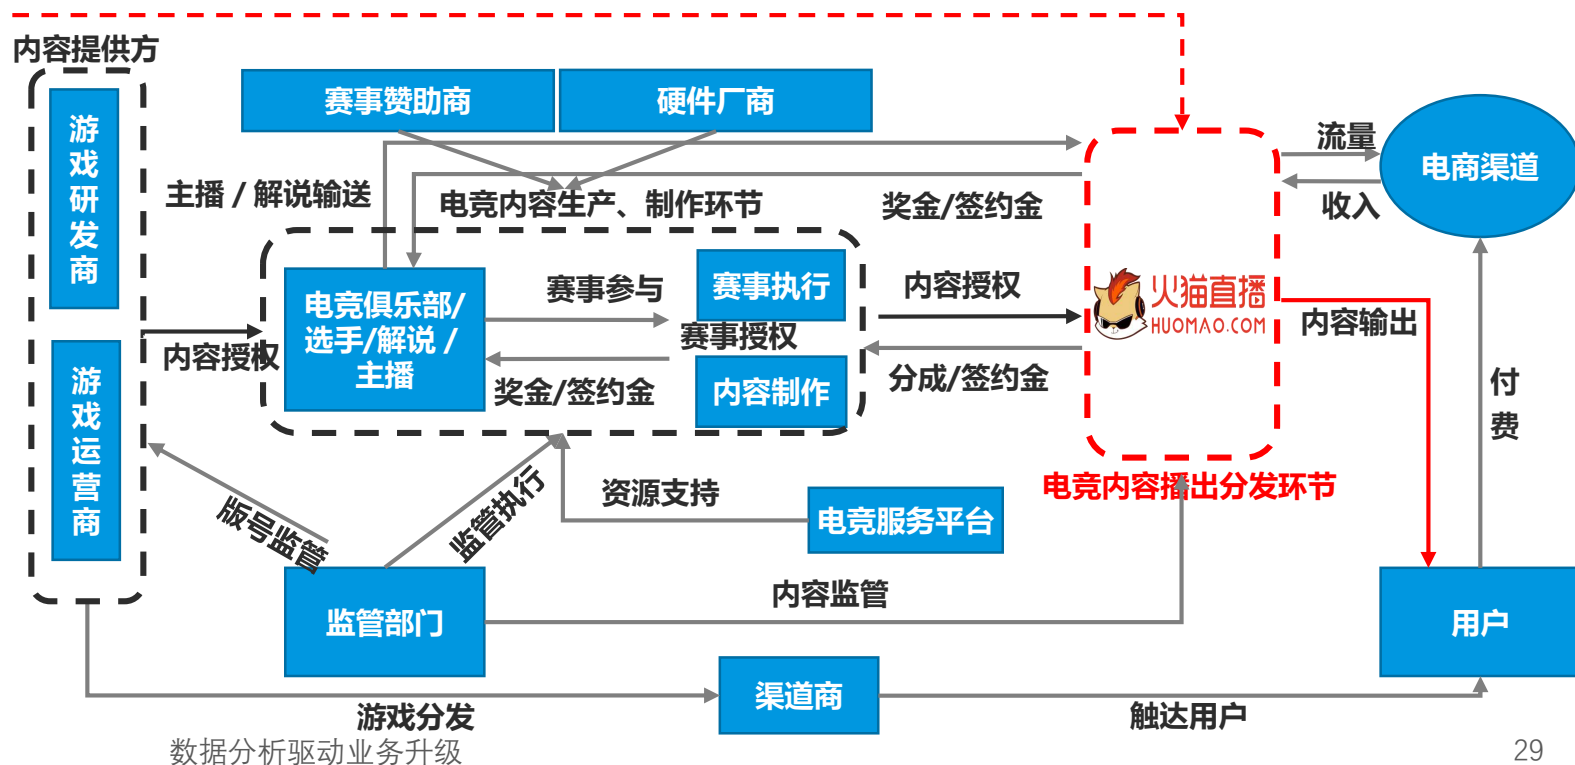 内容提供方
游戏研发商
游戏运营商
赛事赞助商
硬件厂商
主播 / 解说输送
电竞内容生产、制作环节
奖金/签约金
流量
电商渠道
收入
电竞俱乐部/
选手/解说 /
主播
赛事参与
赛事执行
赛事授权
奖金/签约金
内容制作
内容授权
内容授权
分成/签约金
火猫直播
HUOMAO.COM
内容输出
付费
电竞内容播出分发环节
版号监管
监管执行
资源支持
电竞服务平台
监管部门
内容监管
用户
渠道商
游戏分发
触达用户
数据分析驱动业务升级
29